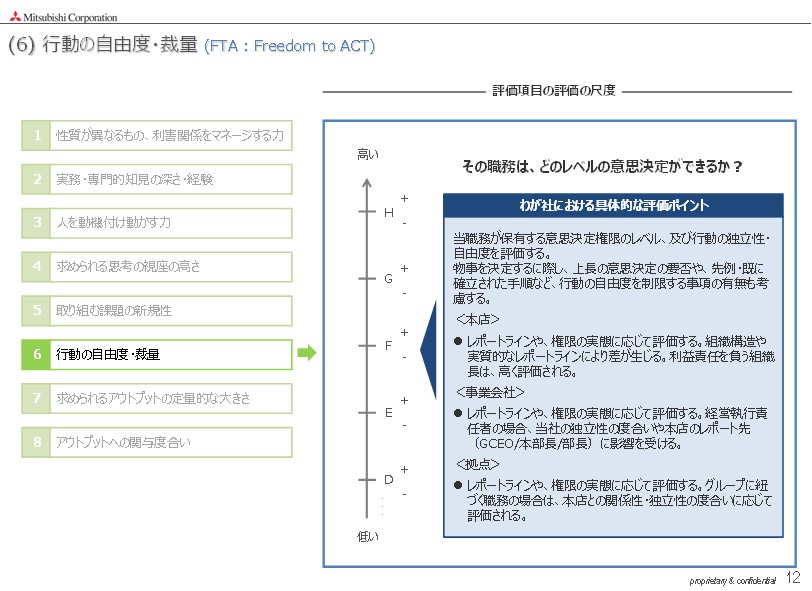 Mitsubishi Corporation
(6) 行動の自由度・裁量 (FTA : Freedom to ACT)
評価項目の評価の尺度
1 性質が異なるもの、利害関係をマネージする力
2 実務・専門的知見の深さ・経験
3 人を動機付け動かす力
4 求められる思考の視座の高さ
5 取り組む課題の新規性
6 行動の自由度・裁量
7 求められるアウトプットの定量的な大きさ
8 アウトプットへの関与度合い
高い
+
H
-
+
G
-
+
F
-
+
E
-
+
D
-
低い
その職務は、どのレベルの意思決定ができるか？
わが社における具体的な評価ポイント
当職務が保有する意思決定権限のレベル、及び行動の独立性・
自由度を評価する。
物事を決定するに際し、上長の意思決定の要否や、先例・既に
確立された手順など、行動の自由度を制限する事項の有無も考
慮する。
＜本店＞
● レポートラインや、権限の実態に応じて評価する。組織構造や
実質的なレポートラインにより差が生じる。利益責任を負う組織
長は、高く評価される。
＜事業会社＞
● レポートラインや、権限の実態に応じて評価する。経営執行責
任者の場合、当社の独立性の度合いや本店のレポート先
（GCEO/本部長/部長）に影響を受ける。
＜拠点＞
● レポートラインや、権限の実態に応じて評価する。グループに紐
づく職務の場合は、本店との関係性・独立性の度合いに応じて
評価される。
proprietary & confidential 12